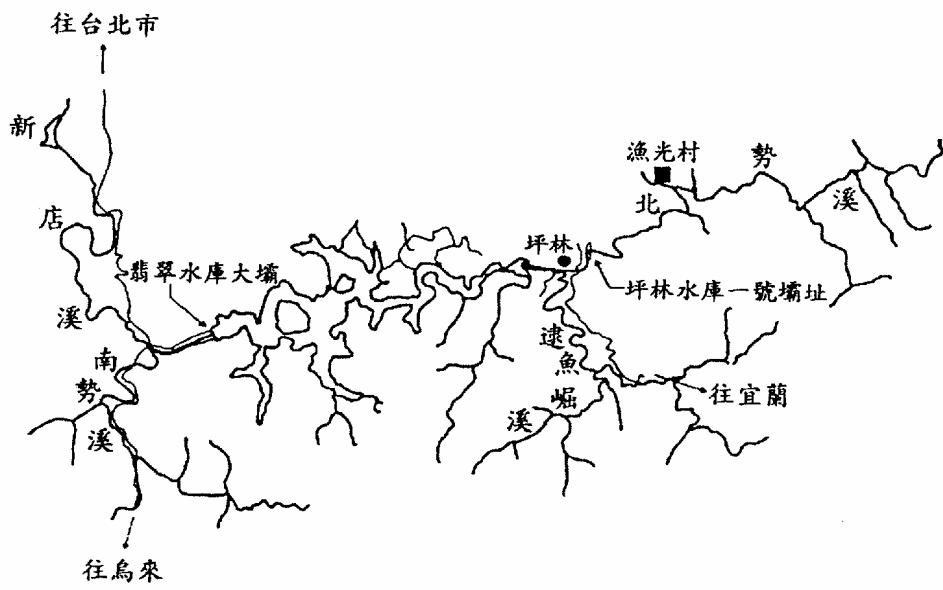 往台北市
新店溪
漁光村
北勢溪
坪林
翡翠水庫大壩
坪林水庫一號壩址
逮魚崛溪
南勢溪
往宜蘭
往烏來